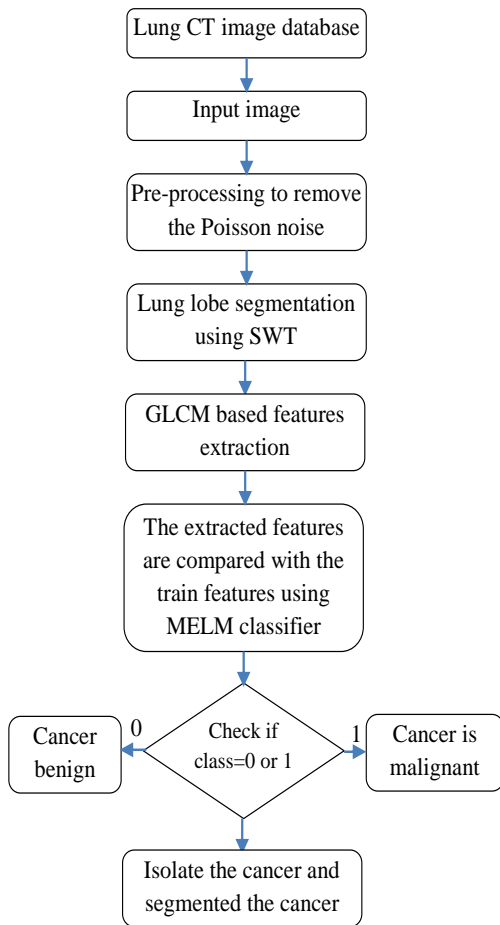 Lung CT image database
Input image
Pre-processing to remove
the Poisson noise
Lung lobe segmentation
using SWT
GLCM based features
extraction
The extracted features
are compared with the
train features using
MELM classifier
Check if
class=0 or 1
0
Cancer
benign
1
Cancer is
malignant
Isolate the cancer and
segmented the cancer